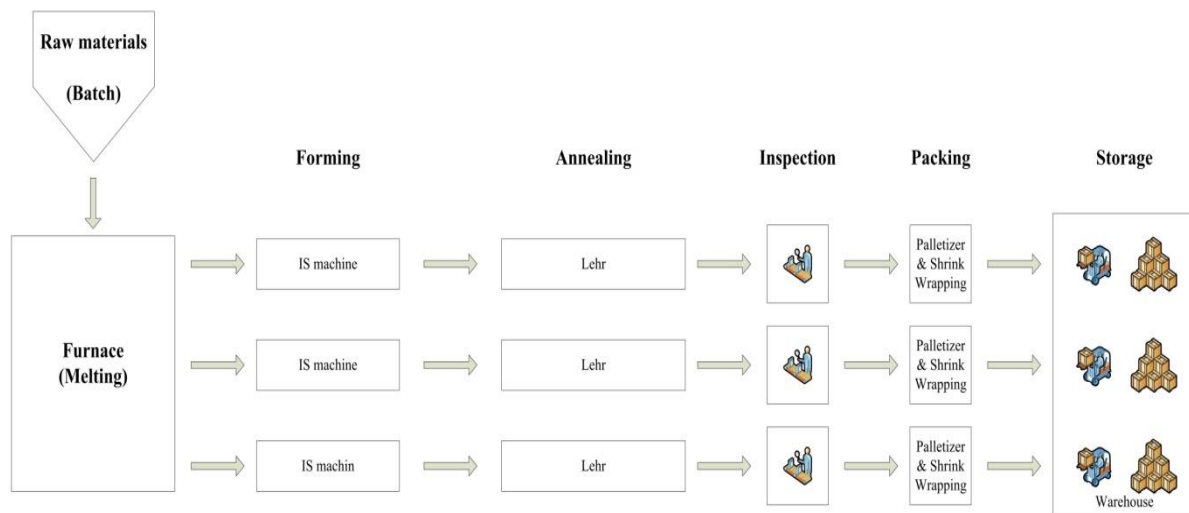 Raw materials
(Batch)
Forming
Annealing
Inspection
Packing
Storage
Furnace
(Melting)
IS machine
Lehr
Palletizer
& Shrink
Wrapping
IS machine
Lehr
Palletizer
& Shrink
Wrapping
IS machin
Lehr
Palletizer
& Shrink
Wrapping
Warehouse